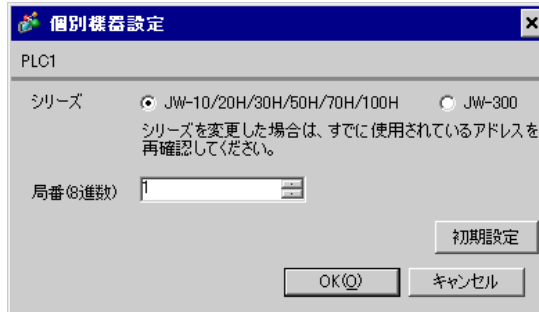 個別機器設定
PLC1
シリーズ JW-10/20H/30H/50H/70H/100H JW-300
シリーズを変更した場合は、すでに使用されているアドレスを
再確認してください。
局番(8進数) 1
初期設定
OK(O) キャンセル